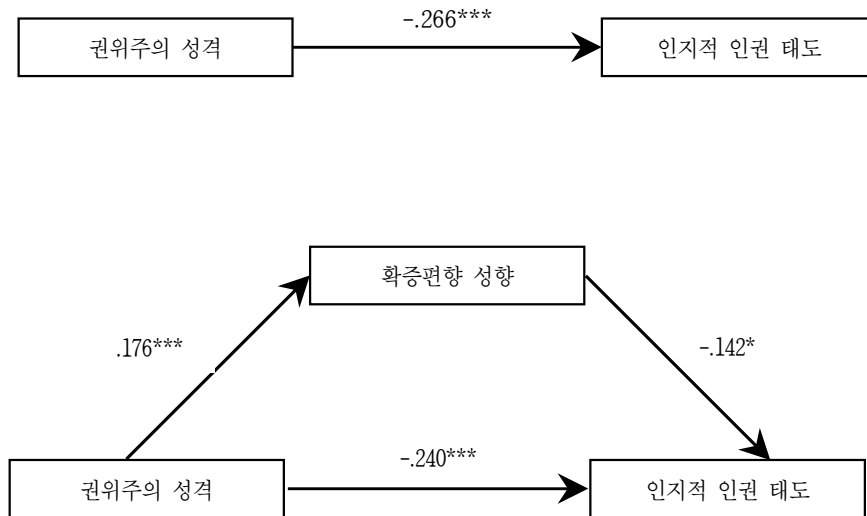 -.266***
권위주의 성격
인지적 인권 태도
확증편향 성향
.176***
-.142*
-.240***
권위주의 성격
인지적 인권 태도